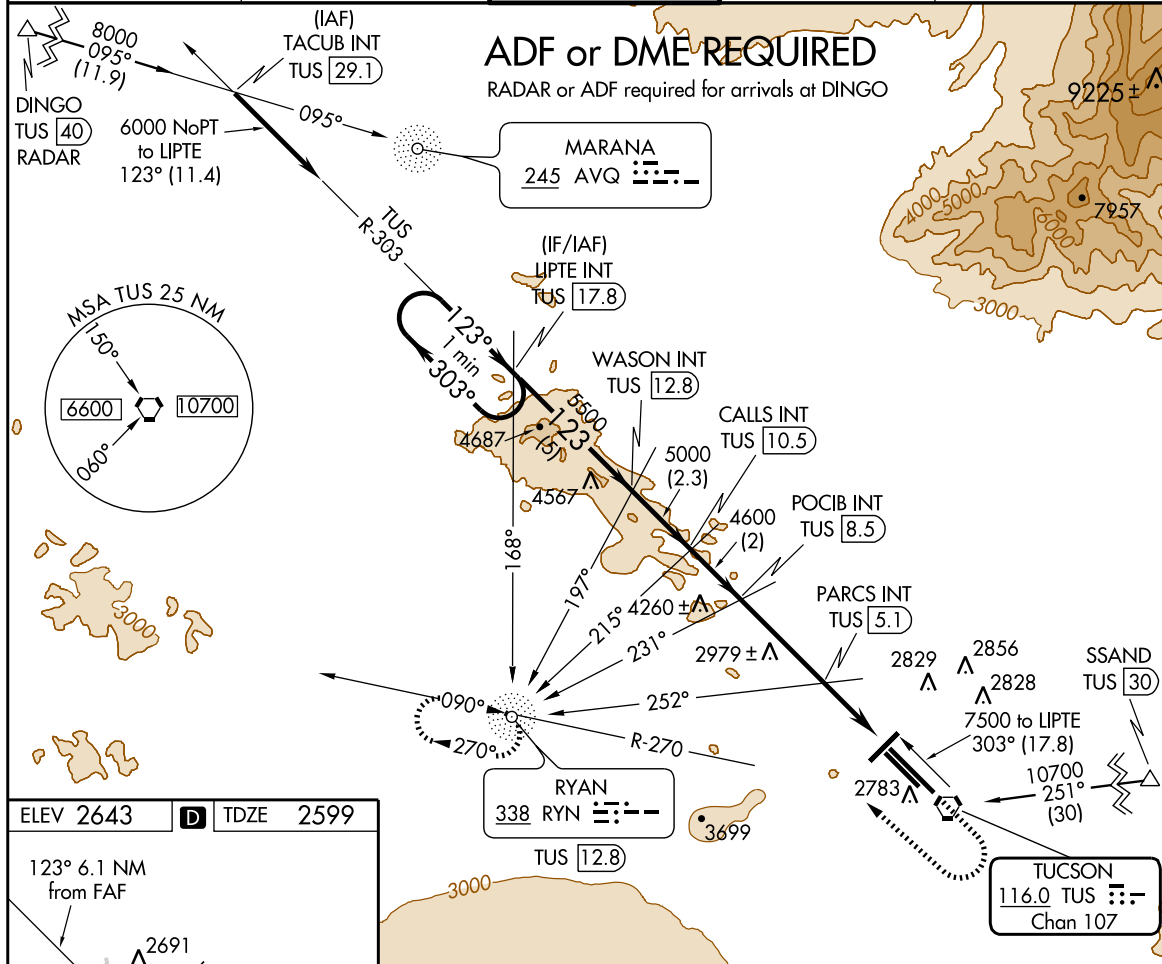 8000
095°
(11.9)
DINGO
TUS 40
RADAR
(IAF)
TACUB INT
TUS 29.1
ADF or DME REQUIRED
RADAR or ADF required for arrivals at DINGO
6000 NoPT
to LIPTE
123° (11.4)
095°
MARANA
245 AVQ
9225 ±
7957
4000
5000
6000
3000
TUS
R-303
(IF/IAF)
LIPTE INT
TUS 17.8
MSA TUS 25 NM
150°
6600
10700
060°
123°
1 min
303°
WASON INT
TUS 12.8
5500
123
(5)
4687
4567
CALLS INT
TUS 10.5
5000
(2.3)
POCIB INT
TUS 8.5
4600
(2)
168°
197°
215°
4260 ±
231°
2979 ±
PARCS INT
TUS 5.1
252°
2829
2856
2828
SSAND
TUS 30
3000
090°
270°
R-270
7500 to LIPTE
303° (17.8)
10700
251°
(30)
2783
RYAN
338 RYN
TUS 12.8
3699
TUCSON
116.0 TUS
Chan 107
3000
ELEV 2643 D TDZE 2599
123° 6.1 NM
from FAF
2691